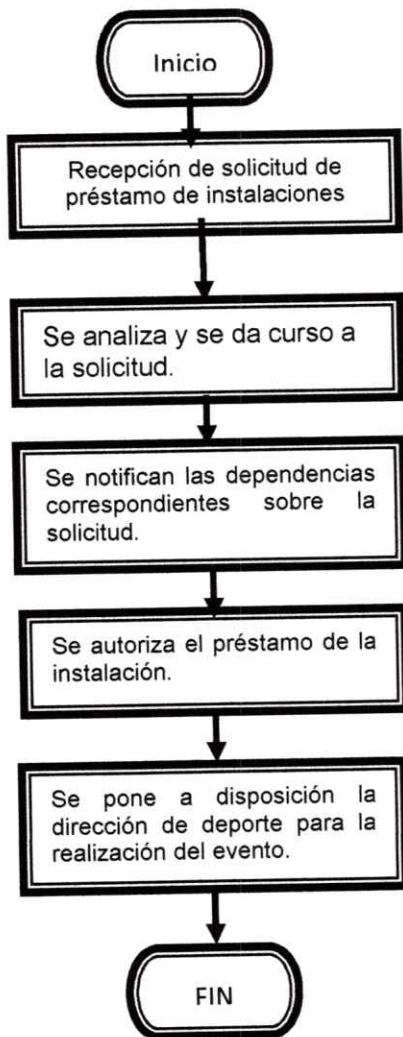 Inicio
Recepción de solicitud de
préstamo de instalaciones
Se analiza y se da curso a
la solicitud.
Se notifican las dependencias
correspondientes sobre la
solicitud.
Se autoriza el préstamo de la
instalación.
Se pone a disposición la
dirección de deporte para la
realización del evento.
FIN